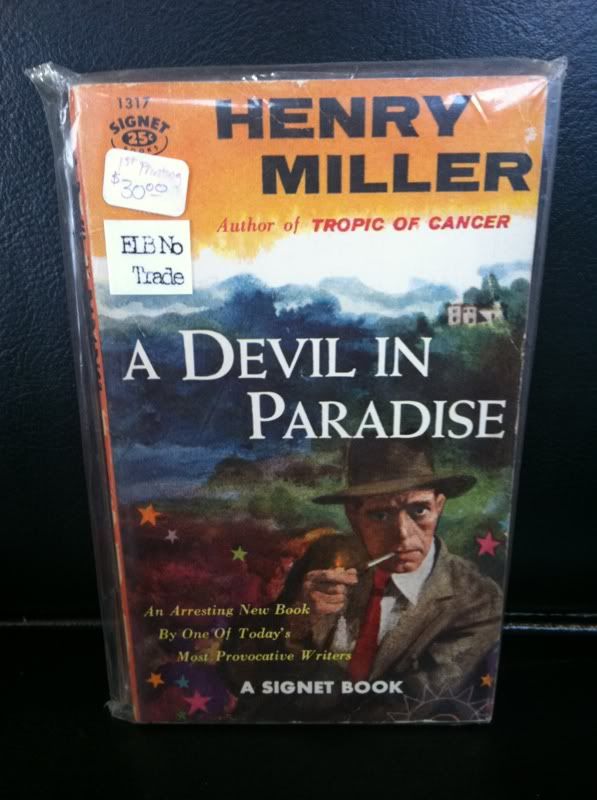 1317
SIGNET
25¢
BOOKS
1st Printing
$30.00
ELB No
Trade
HENRY
MILLER
Author of TROPIC OF CANCER
A DEVIL IN
PARADISE
An Arresting New Book
By One Of Today's
Most Provocative Writers
A SIGNET BOOK